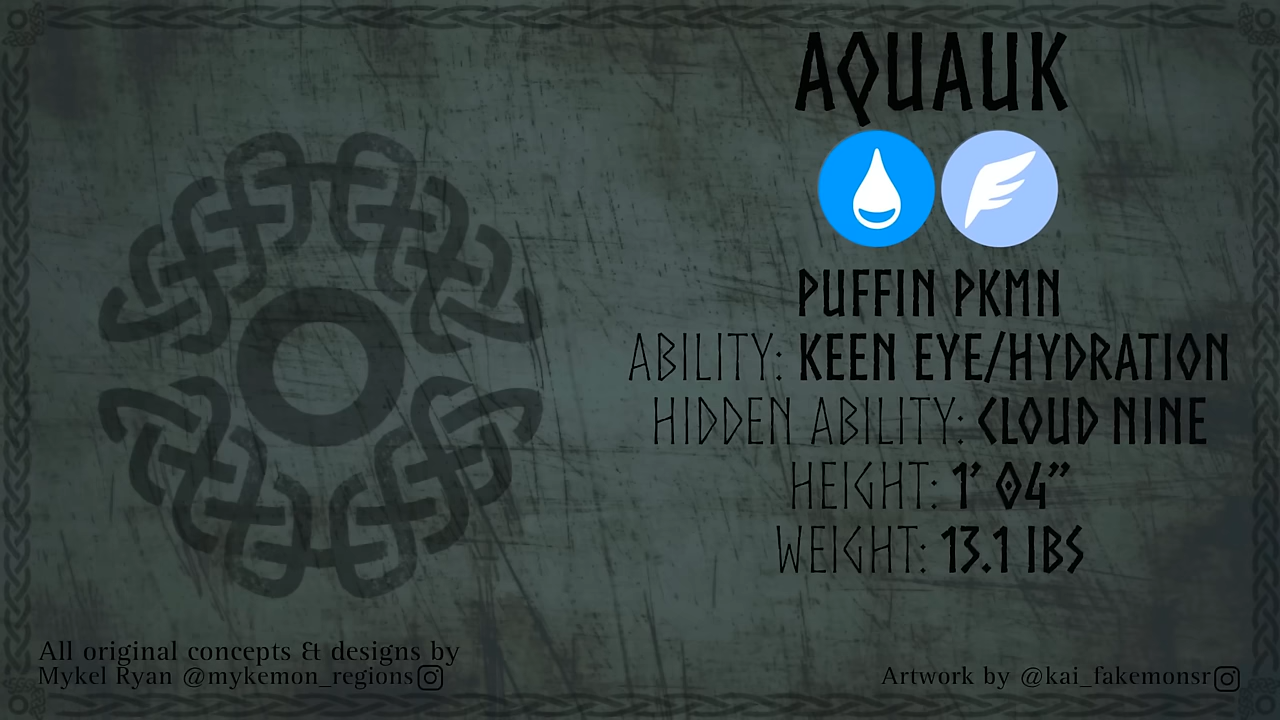 AQUAUK
PUFFIN PKMN
ABILITY: KEEN EYE/HYDRATION
HIDDEN ABILITY: CLOUD NINE
HEIGHT: 1' 04"
WEIGHT: 13.1 lBS
All original concepts & designs by
Mykel Ryan @mykemon_regions
Artwork by @kai_fakemonsr